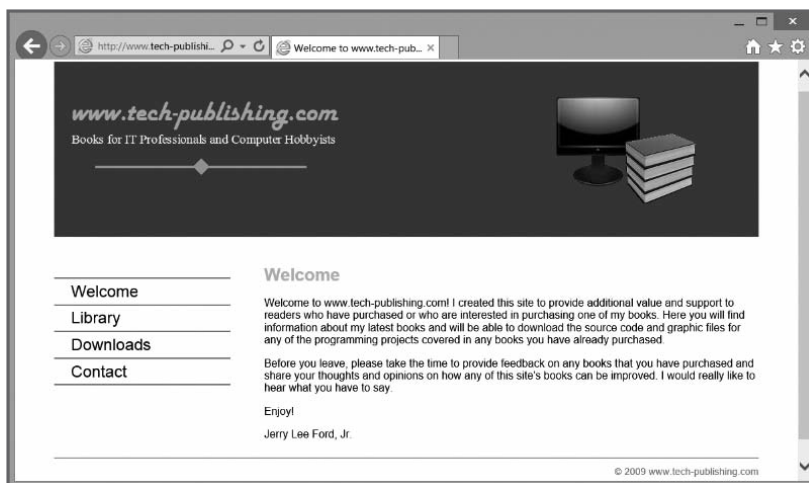 http://www.tech-publishi...
Welcome to www.tech-pub...
www.tech-publishing.com
Books for IT Professionals and Computer Hobbyists
Welcome
Library
Downloads
Contact
Welcome
Welcome to www.tech-publishing.com! I created this site to provide additional value and support to
readers who have purchased or who are interested in purchasing one of my books. Here you will find
information about my latest books and will be able to download the source code and graphic files for
any of the programming projects covered in any books you have already purchased.
Before you leave, please take the time to provide feedback on any books that you have purchased and
share your thoughts and opinions on how any of this site's books can be improved. I would really like to
hear what you have to say.
Enjoy!
Jerry Lee Ford, Jr.
© 2009 www.tech-publishing.com